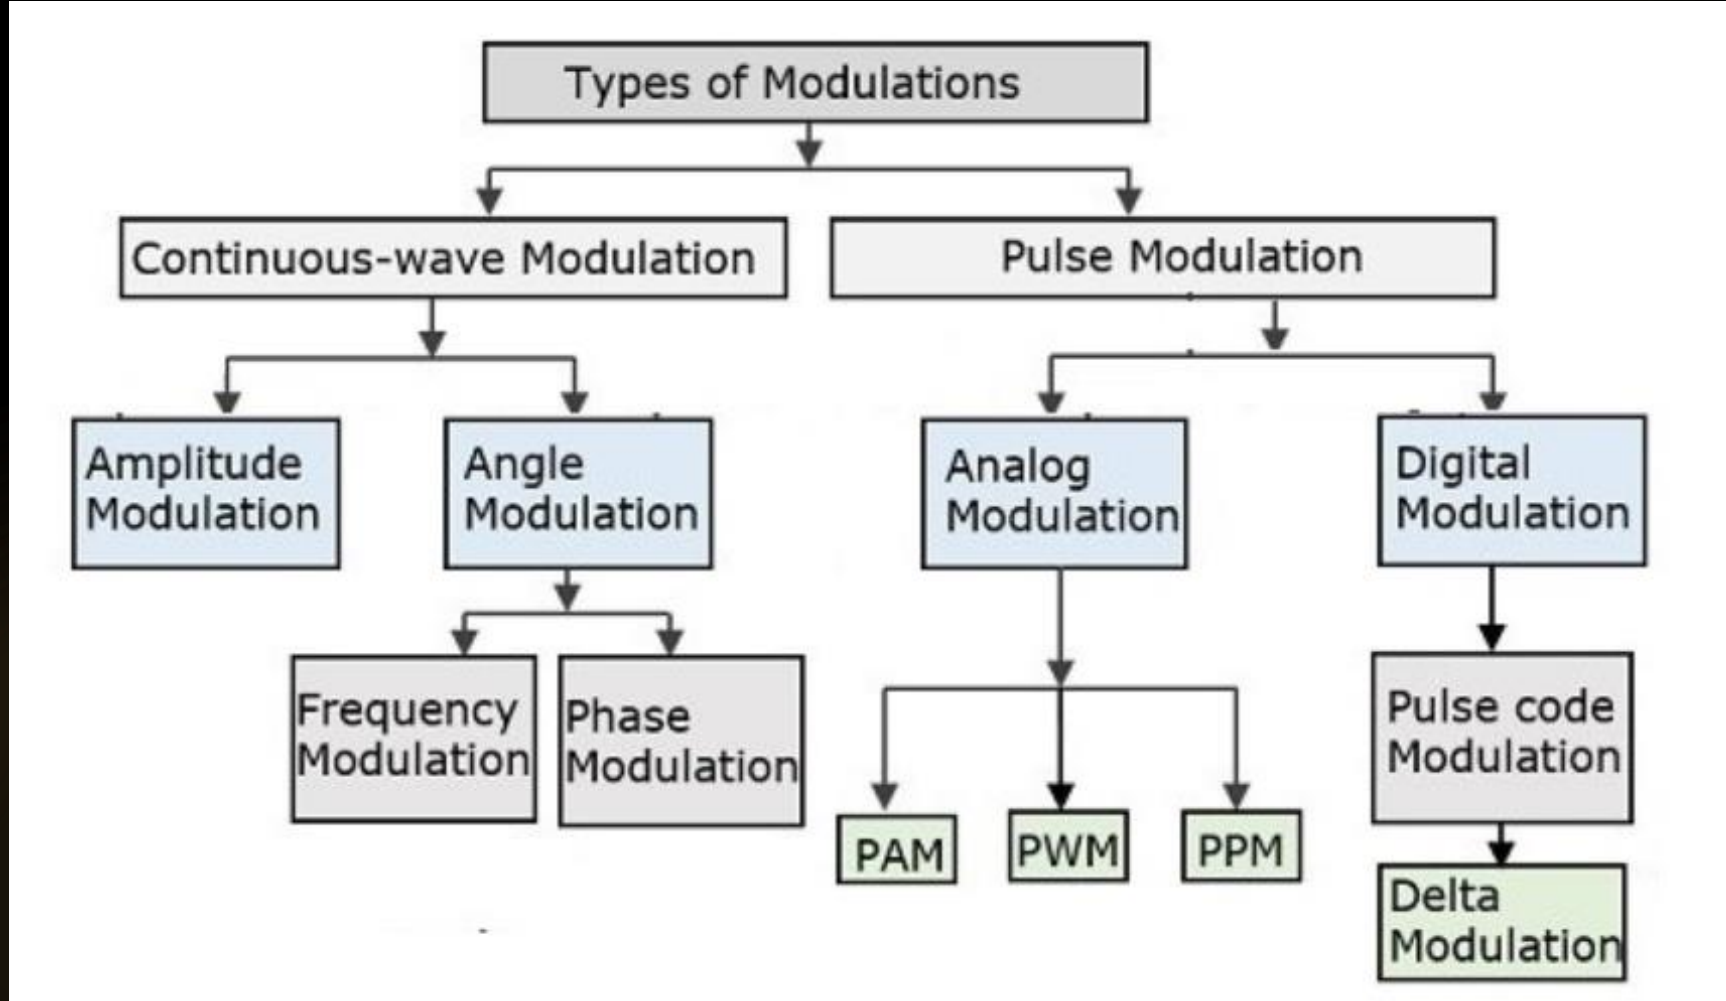 Types of Modulations
Continuous-wave Modulation
Pulse Modulation
Amplitude
Modulation
Angle
Modulation
Analog
Modulation
Digital
Modulation
Frequency
Modulation
Phase
Modulation
PAM
PWM
PPM
Pulse code
Modulation
Delta
Modulation